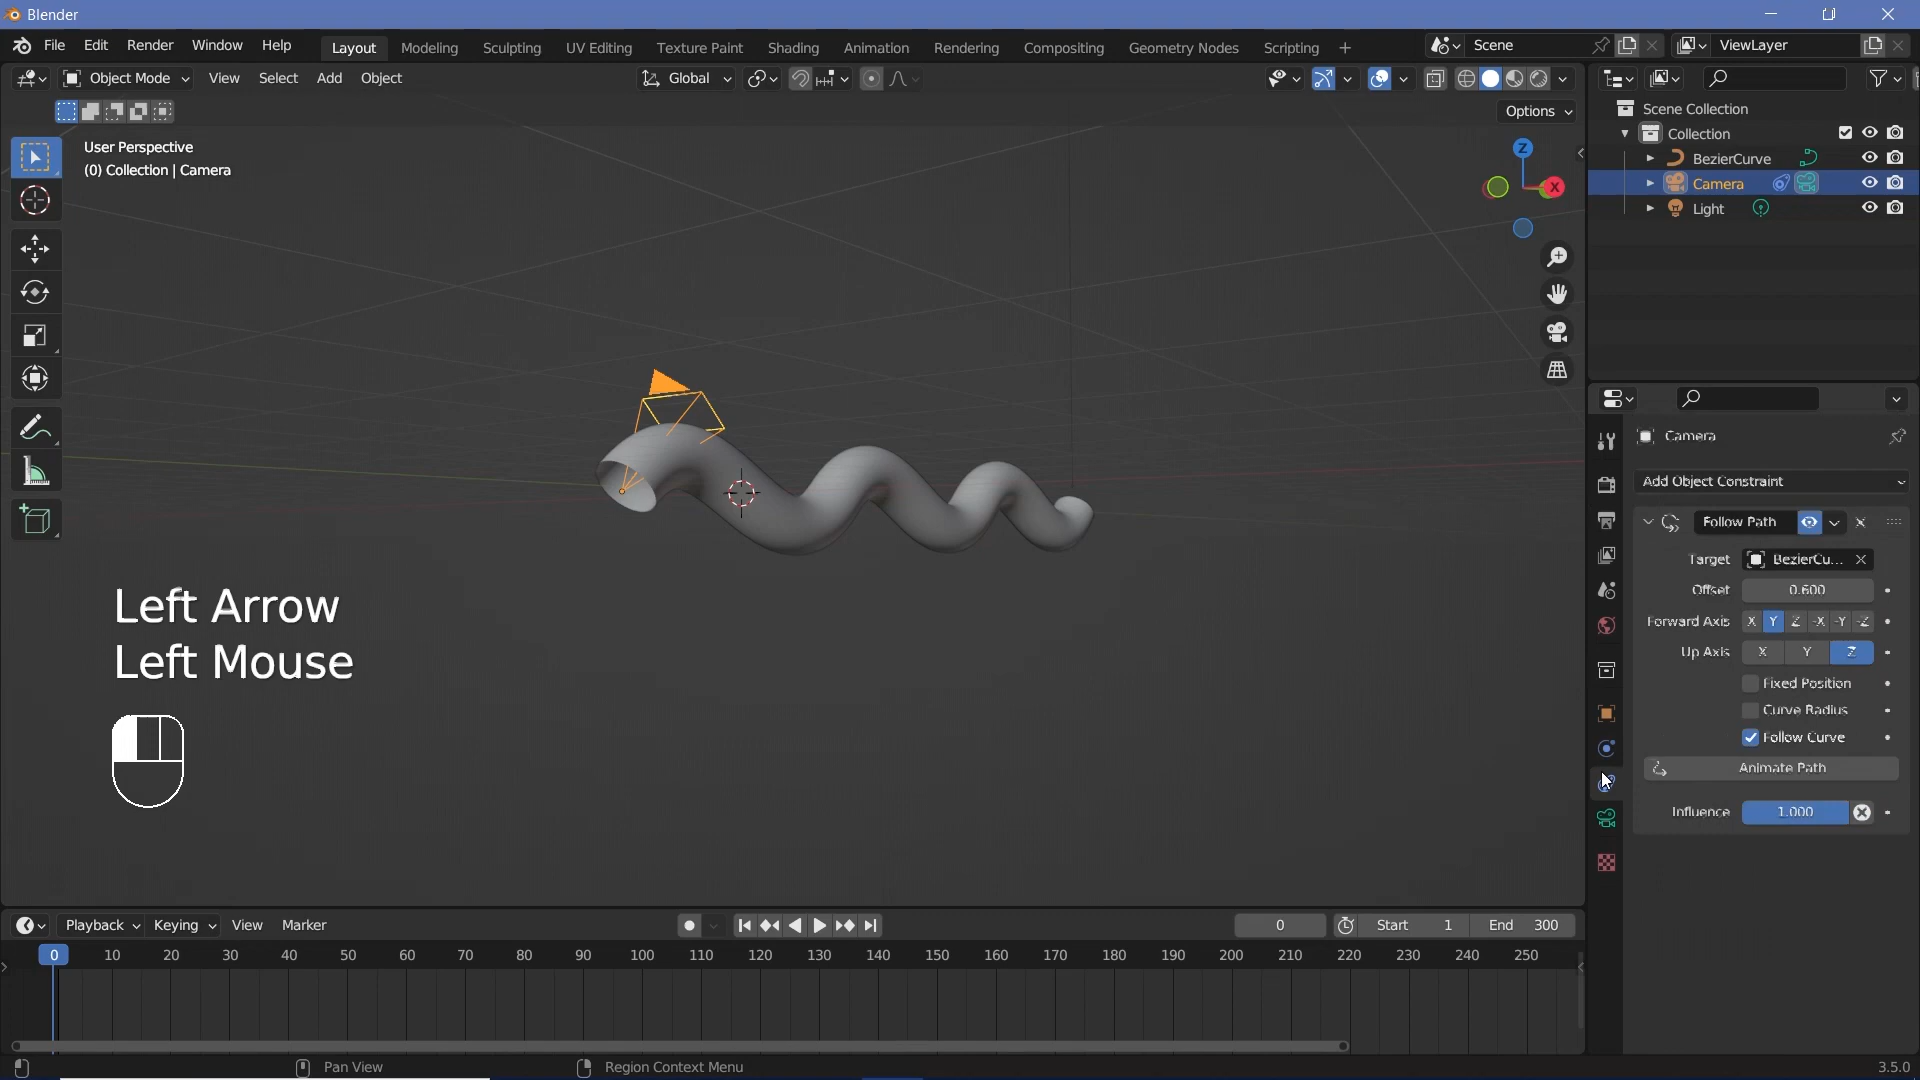 Blender
File Edit Render Window Help Layout Modeling Sculpting UV Editing Texture Paint Shading Animation Rendering Compositing Geometry Nodes Scripting + Scene ViewLayer
Object Mode View Select Add Object Global
Options
User Perspective
(0) Collection | Camera
Z
X
Scene Collection
Collection
BezierCurve
Camera
Light
Camera
Add Object Constraint
Follow Path
Target BezierCu...
Offset 0.600
Forward Axis X Y Z -X -Y -Z
Up Axis X Y Z
Fixed Position
Curve Radius
Follow Curve
Animate Path
Influence 1.000
Left Arrow
Left Mouse
Playback Keying View Marker 0 Start 1 End 300
0 10 20 30 40 50 60 70 80 90 100 110 120 130 140 150 160 170 180 190 200 210 220 230 240 250
Pan View Region Context Menu 3.5.0